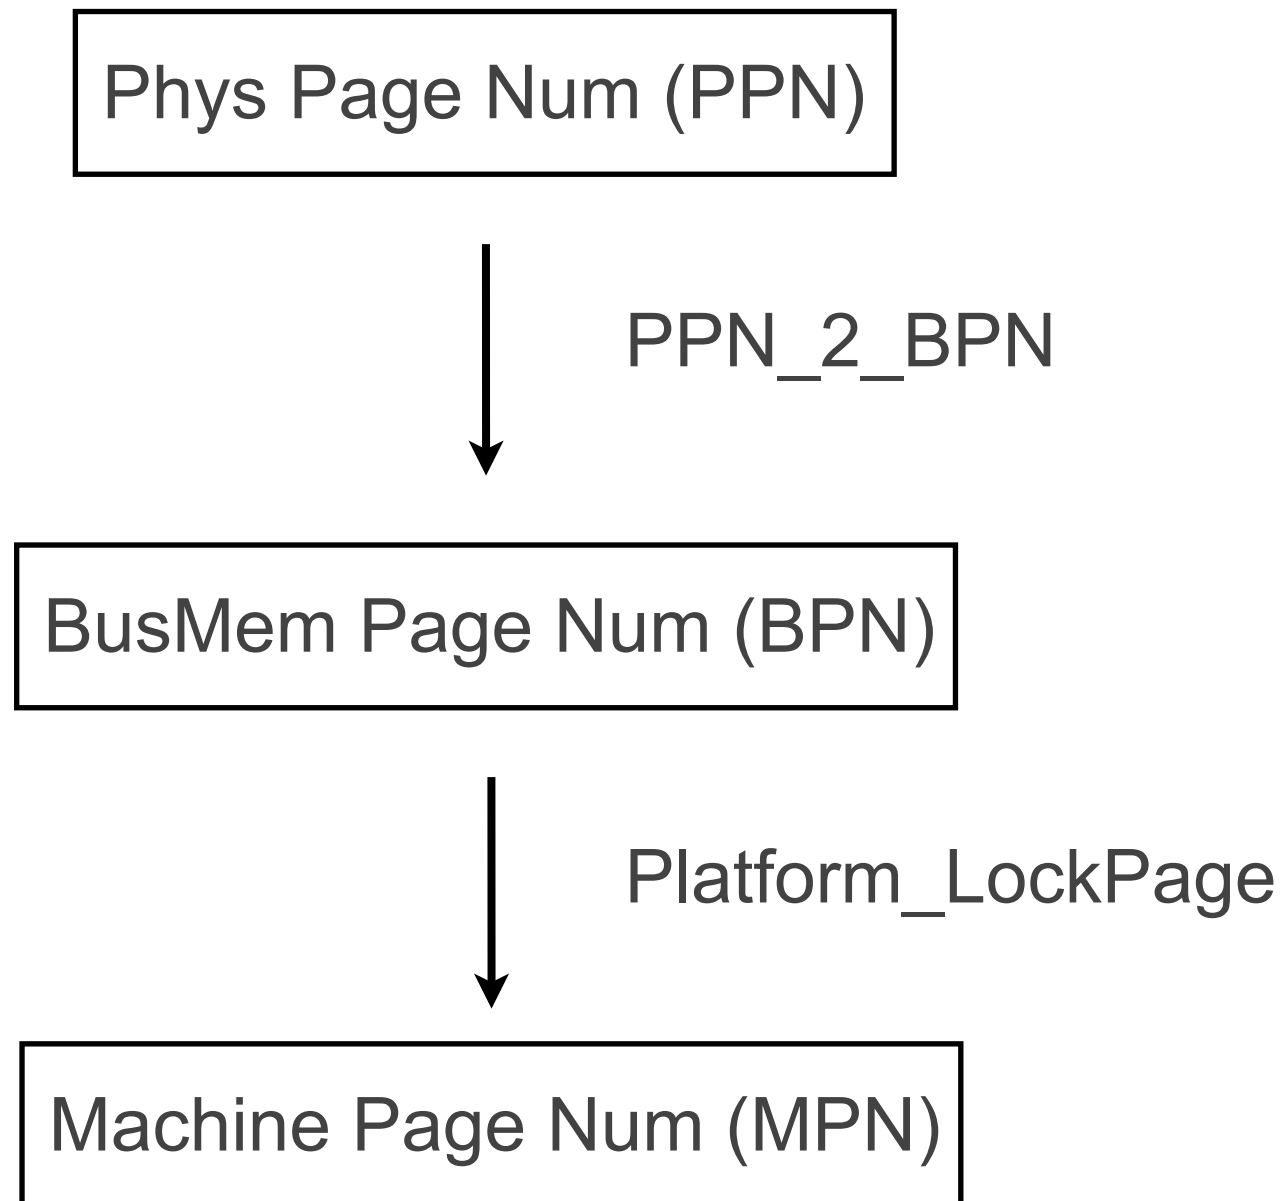 Phys Page Num (PPN)
PPN_2_BPN
BusMem Page Num (BPN)
Platform_LockPage
Machine Page Num (MPN)